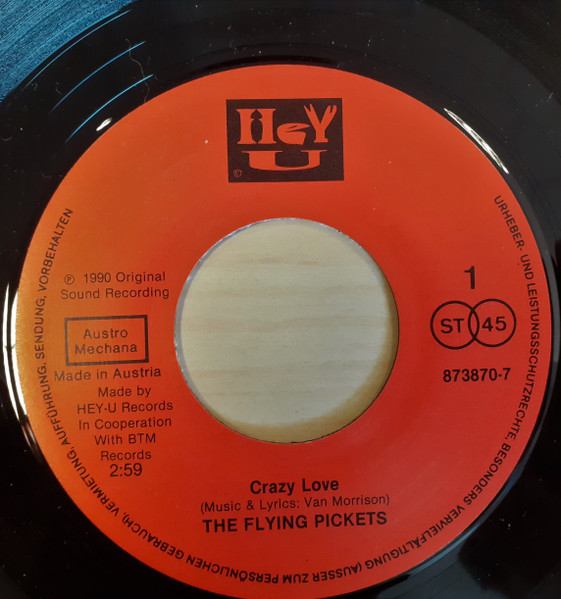 HEY
U
©
℗ 1990 Original
Sound Recording
Austro
Mechana
Made in Austria
Made by
HEY-U Records
In Cooperation
With BTM
Records
2:59
1
ST 45
873870-7
Crazy Love
(Music & Lyrics: Van Morrison)
THE FLYING PICKETS
URHEBER- UND LEISTUNGSSCHUTZRECHTE, BESONDERS VERVIELFÄLTIGUNG (AUSSER ZUM PERSÖNLICHEN GEBRAUCH), VERMIETUNG, AUFFÜHRUNG, SENDUNG, VORBEHALTEN